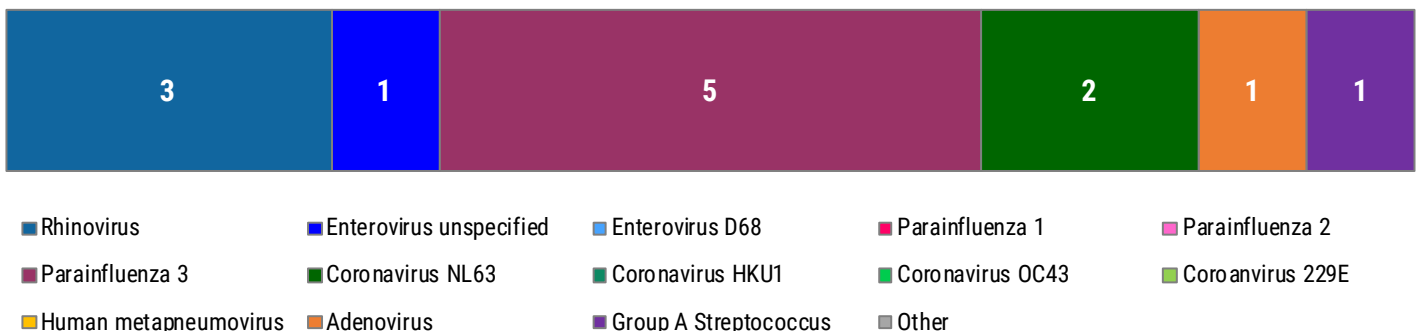 3 1 5 2 1 1
Rhinovirus Enterovirus unspecified Enterovirus D68 Parainfluenza 1 Parainfluenza 2
Parainfluenza 3 Coronavirus NL63 Coronavirus HKU1 Coronavirus OC43 Coroanvirus 229E
Human metapneumovirus Adenovirus Group A Streptococcus Other